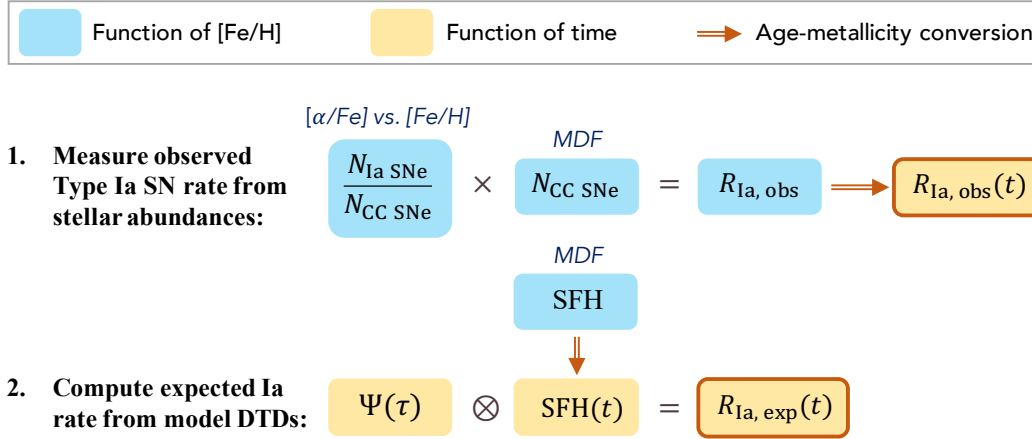 Function of [Fe/H] Function of time Age-metallicity conversion
[α/Fe] vs. [Fe/H]
MDF
1. Measure observed
Type Ia SN rate from
stellar abundances:
N_Ia SNe / N_CC SNe × N_CC SNe = R_Ia, obs ⇒ R_Ia, obs(t)
MDF
SFH
⇓
2. Compute expected Ia
rate from model DTDs:
Ψ(τ) ⊗ SFH(t) = R_Ia, exp(t)